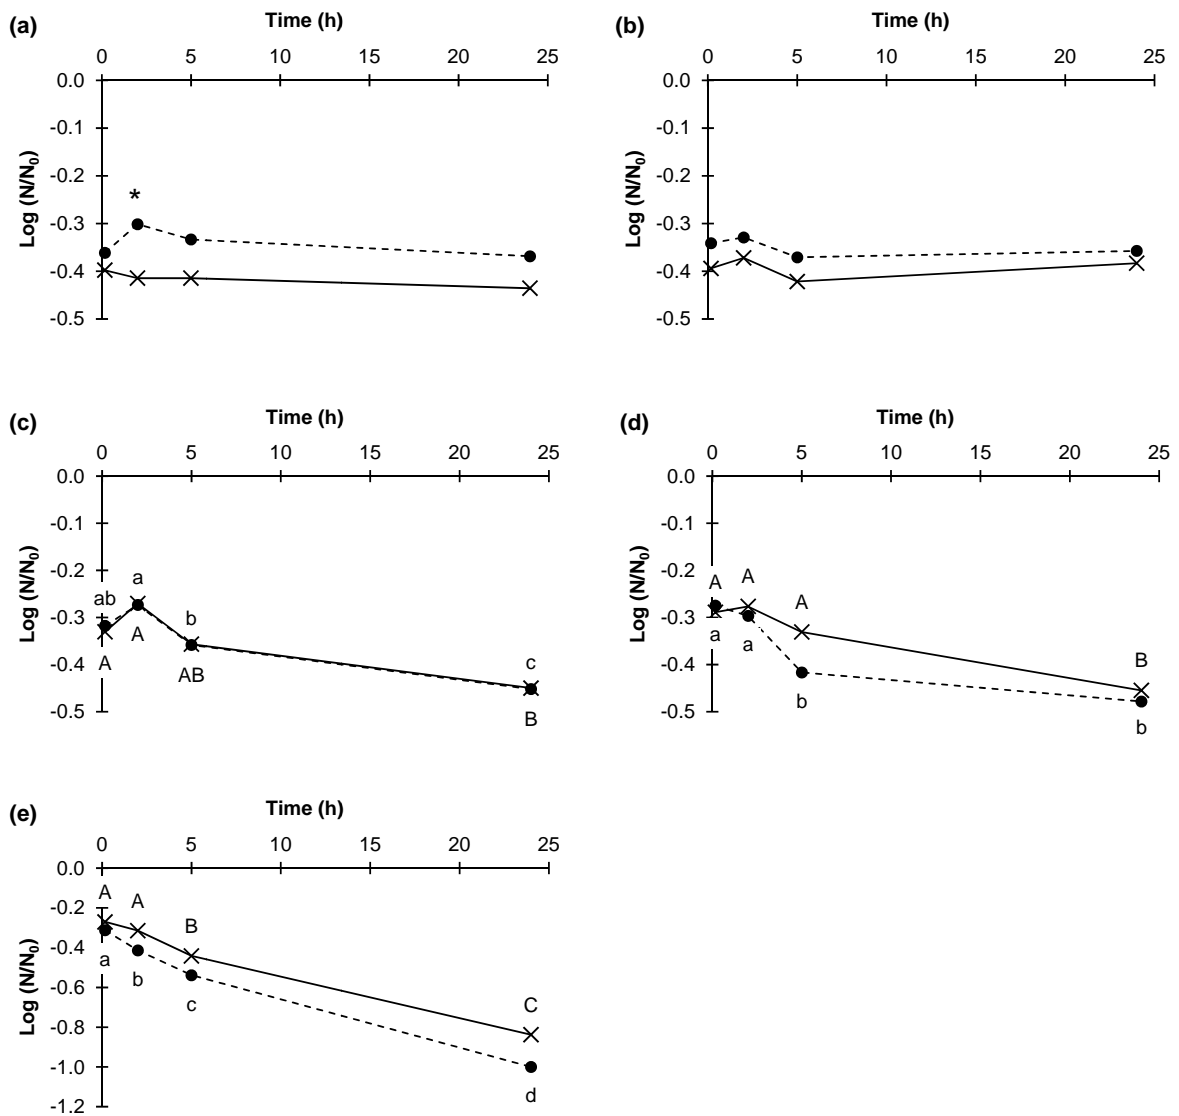 (a)
Time (h)
0 5 10 15 20 25
0.0
-0.1
-0.2
-0.3
-0.4
-0.5
Log (N/N₀)
*
(b)
Time (h)
0 5 10 15 20 25
0.0
-0.1
-0.2
-0.3
-0.4
-0.5
Log (N/N₀)
(c)
Time (h)
0 5 10 15 20 25
0.0
-0.1
-0.2
-0.3
-0.4
-0.5
Log (N/N₀)
ab a b c
A A AB B
(d)
Time (h)
0 5 10 15 20 25
0.0
-0.1
-0.2
-0.3
-0.4
-0.5
Log (N/N₀)
A A A B
a a b b
(e)
Time (h)
0 5 10 15 20 25
0.0
-0.2
-0.4
-0.6
-0.8
-1.0
-1.2
Log (N/N₀)
A A B C
a b c d